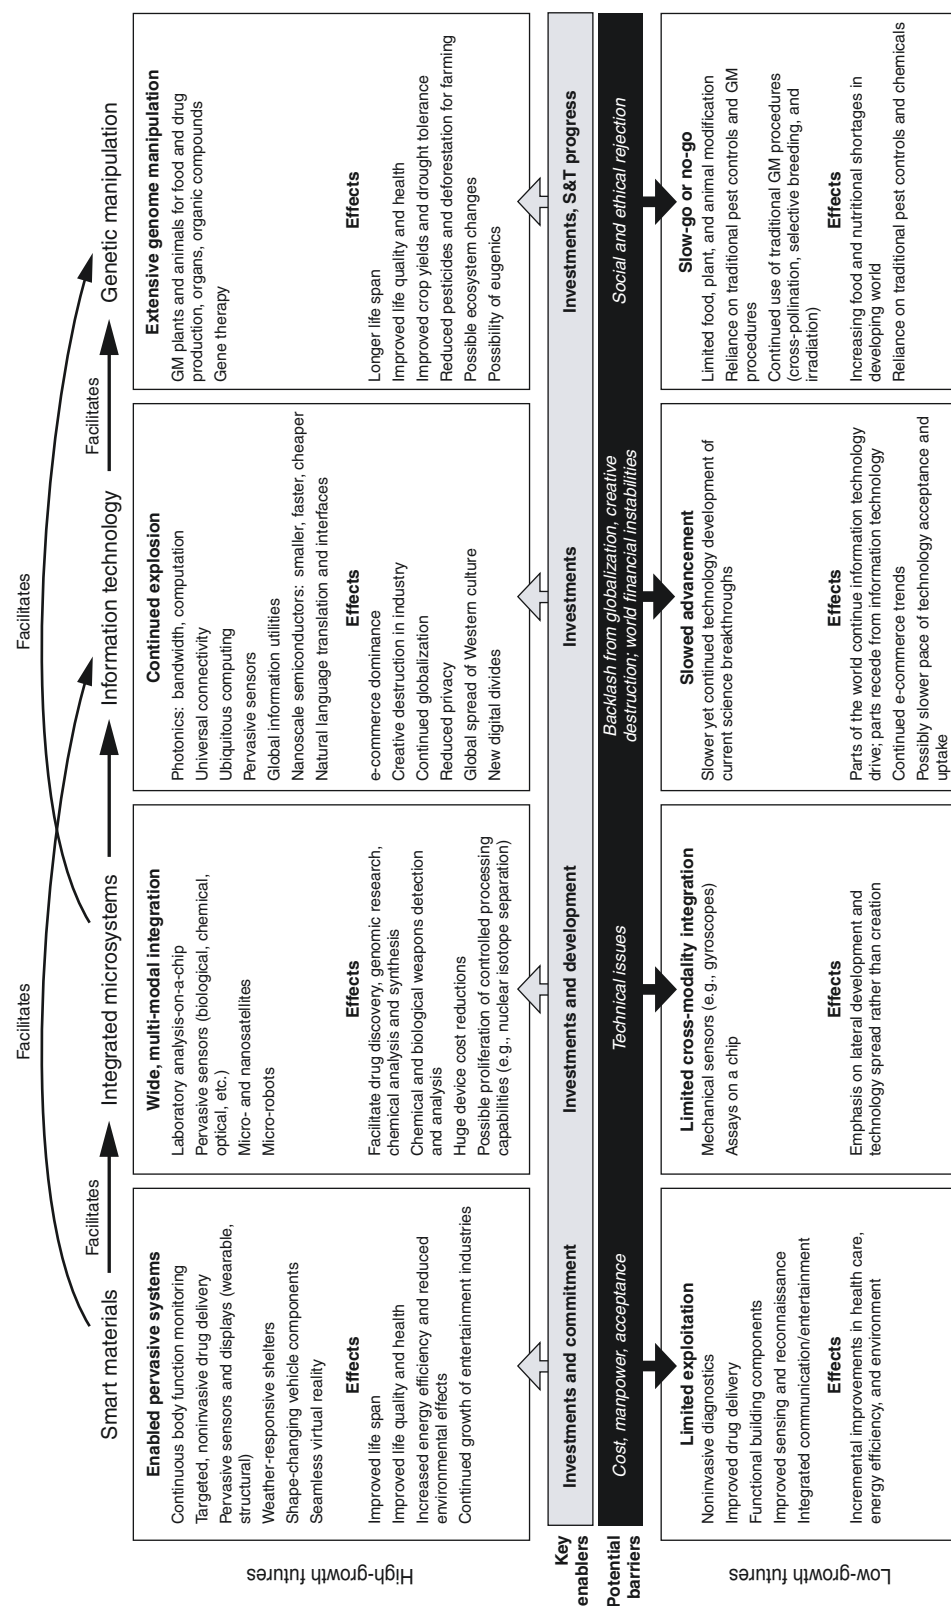 Facilitates
Facilitates
Smart materials
Facilitates
Integrated microsystems
Information technology
Facilitates
Genetic manipulation
High-growth futures
Enabled pervasive systems
Continuous body function monitoring
Targeted, noninvasive drug delivery
Pervasive sensors and displays (wearable,
structural)
Weather-responsive shelters
Shape-changing vehicle components
Seamless virtual reality
Effects
Improved life span
Improved life quality and health
Increased energy efficiency and reduced
environmental effects
Continued growth of entertainment industries
Wide, multi-modal integration
Laboratory analysis-on-a-chip
Pervasive sensors (biological, chemical,
optical, etc.)
Micro- and nanosatellites
Micro-robots
Effects
Facilitate drug discovery, genomic research,
chemical analysis and synthesis
Chemical and biological weapons detection
and analysis
Huge device cost reductions
Possible proliferation of controlled processing
capabilities (e.g., nuclear isotope separation)
Continued explosion
Photonics: bandwidth, computation
Universal connectivity
Ubiquitous computing
Pervasive sensors
Global information utilities
Nanoscale semiconductors: smaller, faster, cheaper
Natural language translation and interfaces
Effects
e-commerce dominance
Creative destruction in industry
Continued globalization
Reduced privacy
Global spread of Western culture
New digital divides
Extensive genome manipulation
GM plants and animals for food and drug
production, organs, organic compounds
Gene therapy
Effects
Longer life span
Improved life quality and health
Improved crop yields and drought tolerance
Reduced pesticides and deforestation for farming
Possible ecosystem changes
Possibility of eugenics
Key
enablers
Investments and commitment
Investments and development
Investments
Investments, S&T progress
Potential
barriers
Cost, manpower, acceptance
Technical issues
Backlash from globalization, creative
destruction; world financial instabilities
Social and ethical rejection
Low-growth futures
Limited exploitation
Noninvasive diagnostics
Improved drug delivery
Functional building components
Improved sensing and reconnaissance
Integrated communication/entertainment
Effects
Incremental improvements in health care,
energy efficiency, and environment
Limited cross-modality integration
Mechanical sensors (e.g., gyroscopes)
Assays on a chip
Effects
Emphasis on lateral development and
technology spread rather than creation
Slowed advancement
Slower yet continued technology development of
current science breakthroughs
Effects
Parts of the world continue information technology
drive; parts recede from information technology
Continued e-commerce trends
Possibly slower pace of technology acceptance and
uptake
Slow-go or no-go
Limited food, plant, and animal modification
Reliance on traditional pest controls and GM
procedures
Continued use of traditional GM procedures
(cross-pollination, selective breeding, and
irradiation)
Effects
Increasing food and nutritional shortages in
developing world
Reliance on traditional pest controls and chemicals